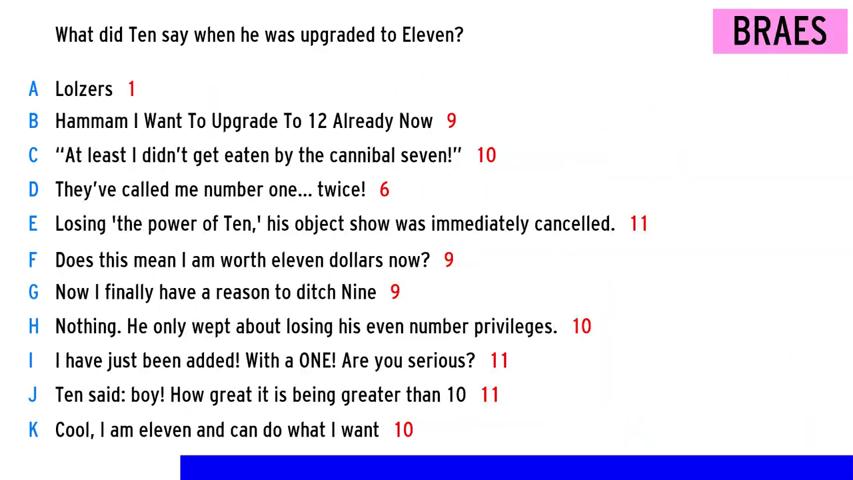 What did Ten say when he was upgraded to Eleven?
BRAES
A Lolzers 1
B Hammam I Want To Upgrade To 12 Already Now 9
C “At least I didn’t get eaten by the cannibal seven!” 10
D They’ve called me number one... twice! 6
E Losing 'the power of Ten,' his object show was immediately cancelled. 11
F Does this mean I am worth eleven dollars now? 9
G Now I finally have a reason to ditch Nine 9
H Nothing. He only wept about losing his even number privileges. 10
I I have just been added! With a ONE! Are you serious? 11
J Ten said: boy! How great it is being greater than 10 11
K Cool, I am eleven and can do what I want 10